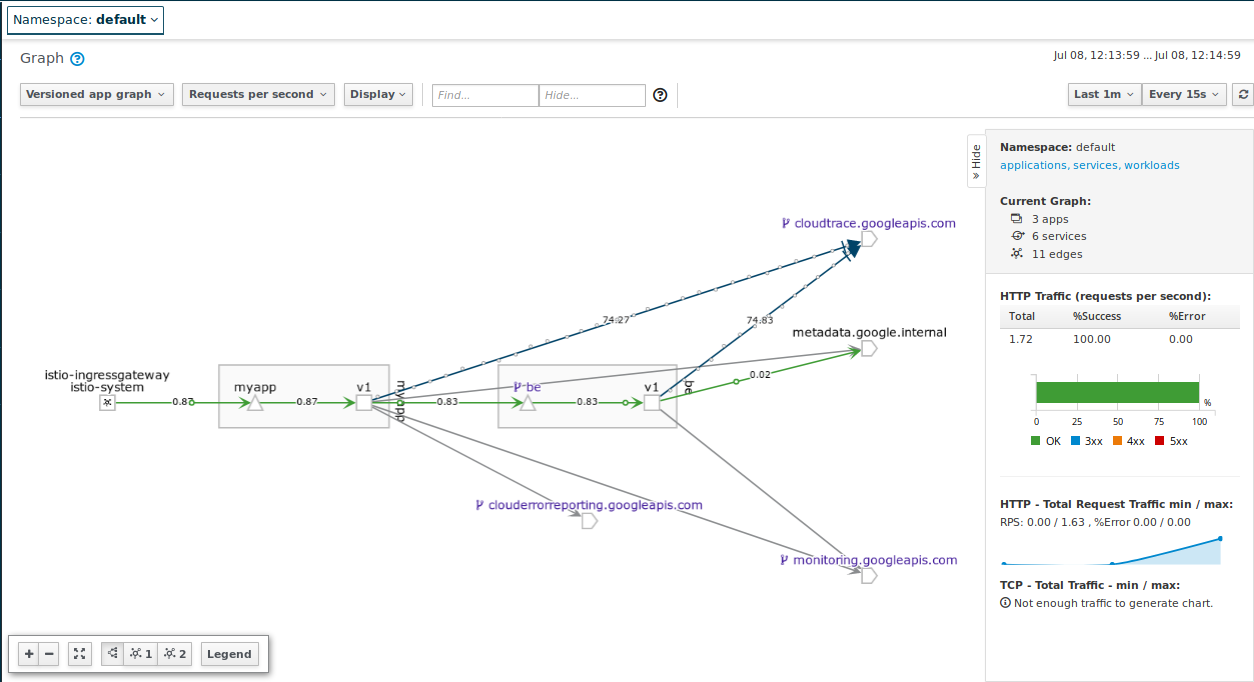 Namespace: default
Graph
Jul 08, 12:13:59 ... Jul 08, 12:14:59
Versioned app graph
Requests per second
Display
Find...
Hide...
Last 1m
Every 15s
Hide
Namespace: default
applications, services, workloads
Current Graph:
3 apps
6 services
11 edges
HTTP Traffic (requests per second):
Total %Success %Error
1.72 100.00 0.00
%
0 25 50 75 100
OK 3xx 4xx 5xx
HTTP - Total Request Traffic min / max:
RPS: 0.00 / 1.63 , %Error 0.00 / 0.00
TCP - Total Traffic - min / max:
Not enough traffic to generate chart.
cloudtrace.googleapis.com
74.27
74.83
metadata.google.internal
istio-ingressgateway
istio-system
myapp
v1
myapp
be
v1
be
0.02
0.87
0.87
0.83
0.83
clouderrorreporting.googleapis.com
monitoring.googleapis.com
1
2
Legend